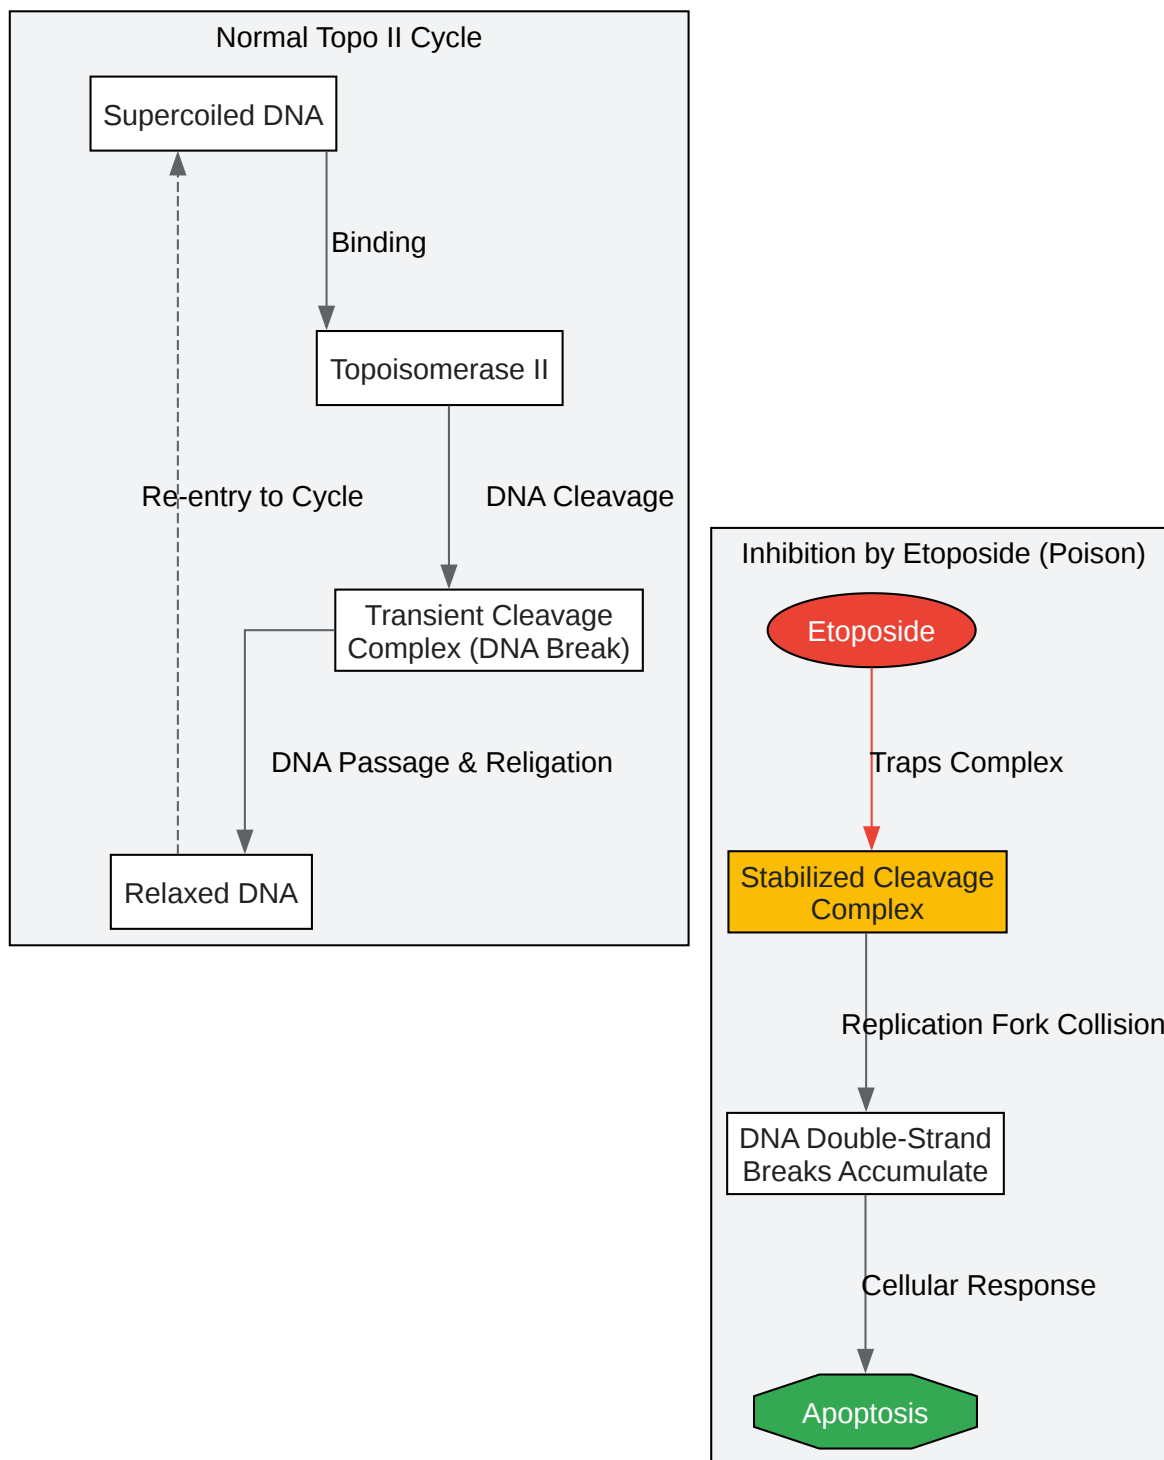 Normal Topo II Cycle
Supercoiled DNA
Binding
Topoisomerase II
Re-entry to Cycle
DNA Cleavage
Transient Cleavage
Complex (DNA Break)
DNA Passage & Religation
Relaxed DNA
Inhibition by Etoposide (Poison)
Etoposide
Traps Complex
Stabilized Cleavage
Complex
Replication Fork Collision
DNA Double-Strand
Breaks Accumulate
Cellular Response
Apoptosis